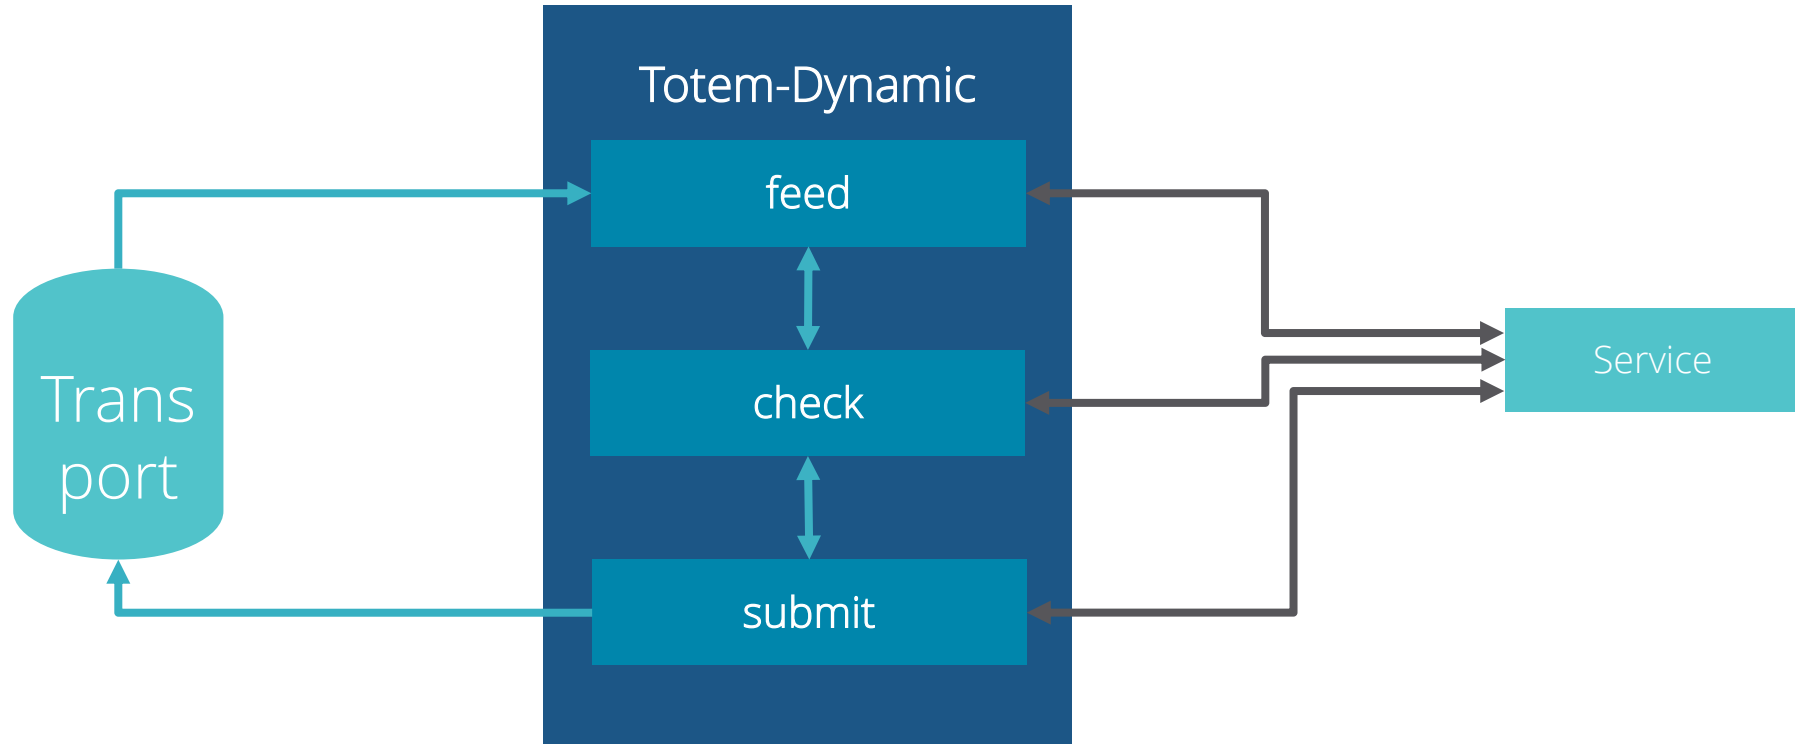 Totem-Dynamic
feed
Trans
port
check
Service
submit